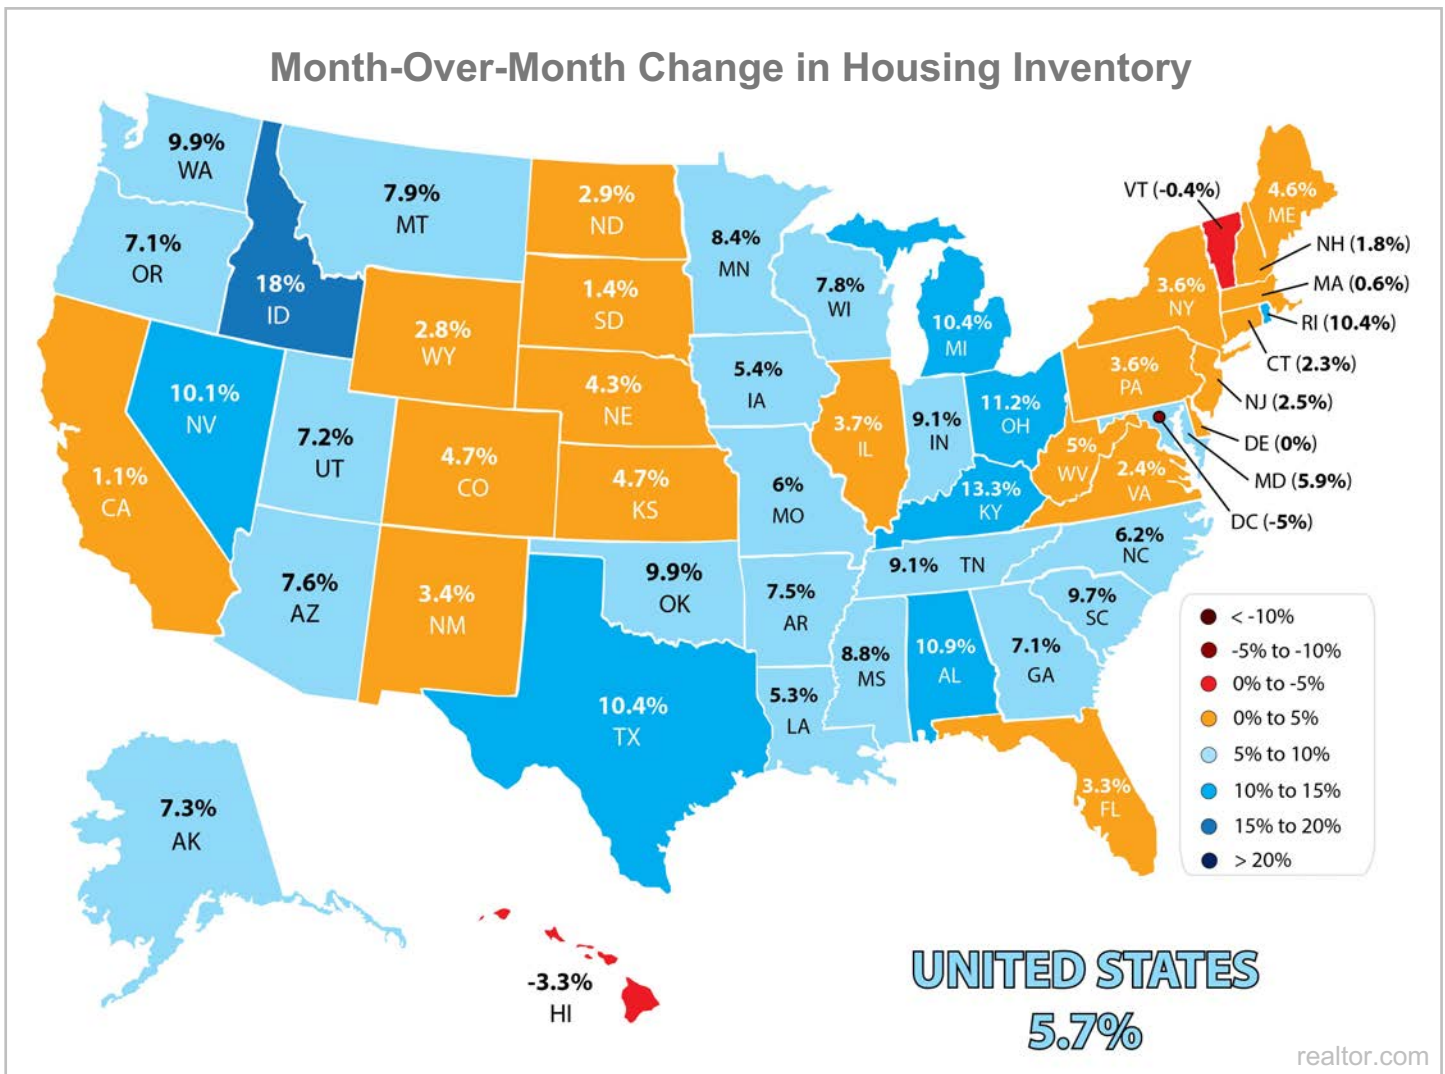 Month-Over-Month Change in Housing Inventory
9.9%
WA
7.1%
OR
18%
ID
7.9%
MT
2.9%
ND
1.4%
SD
2.8%
WY
4.3%
NE
8.4%
MN
7.8%
WI
5.4%
IA
10.4%
MI
VT (-0.4%)
4.6%
ME
NH (1.8%)
MA (0.6%)
RI (10.4%)
CT (2.3%)
NJ (2.5%)
DE (0%)
MD (5.9%)
DC (-5%)
3.6%
NY
3.6%
PA
1.1%
CA
10.1%
NV
7.2%
UT
4.7%
CO
4.7%
KS
6%
MO
3.7%
IL
9.1%
IN
11.2%
OH
5%
WV
2.4%
VA
13.3%
KY
7.6%
AZ
3.4%
NM
9.9%
OK
7.5%
AR
9.1% TN
6.2%
NC
9.7%
SC
10.4%
TX
5.3%
LA
8.8%
MS
10.9%
AL
7.1%
GA
3.3%
FL
7.3%
AK
-3.3%
HI
< -10%
-5% to -10%
0% to -5%
0% to 5%
5% to 10%
10% to 15%
15% to 20%
> 20%
UNITED STATES
5.7%
realtor.com